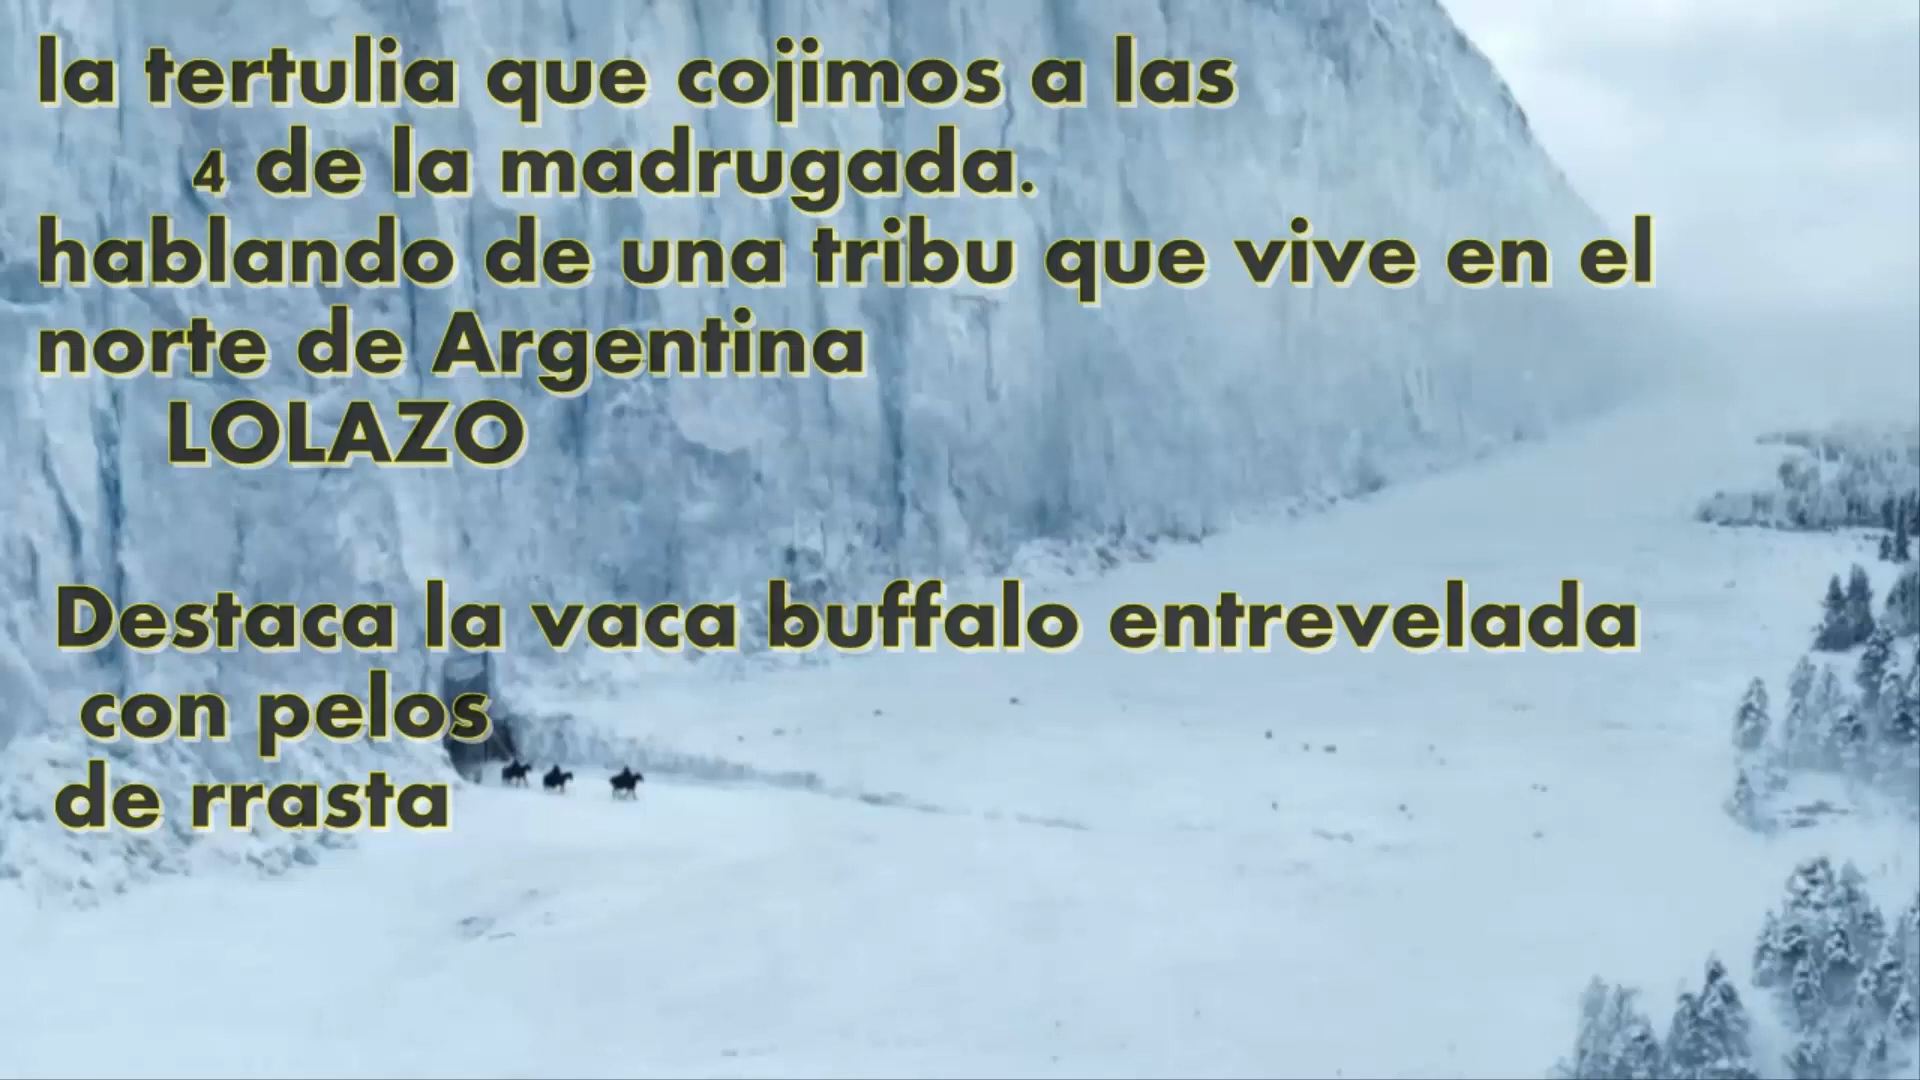 la tertulia que cojimos a las
4 de la madrugada.
hablando de una tribu que vive en el
norte de Argentina
LOLAZO
Destaca la vaca buffalo entrevelada
con pelos
de rrasta